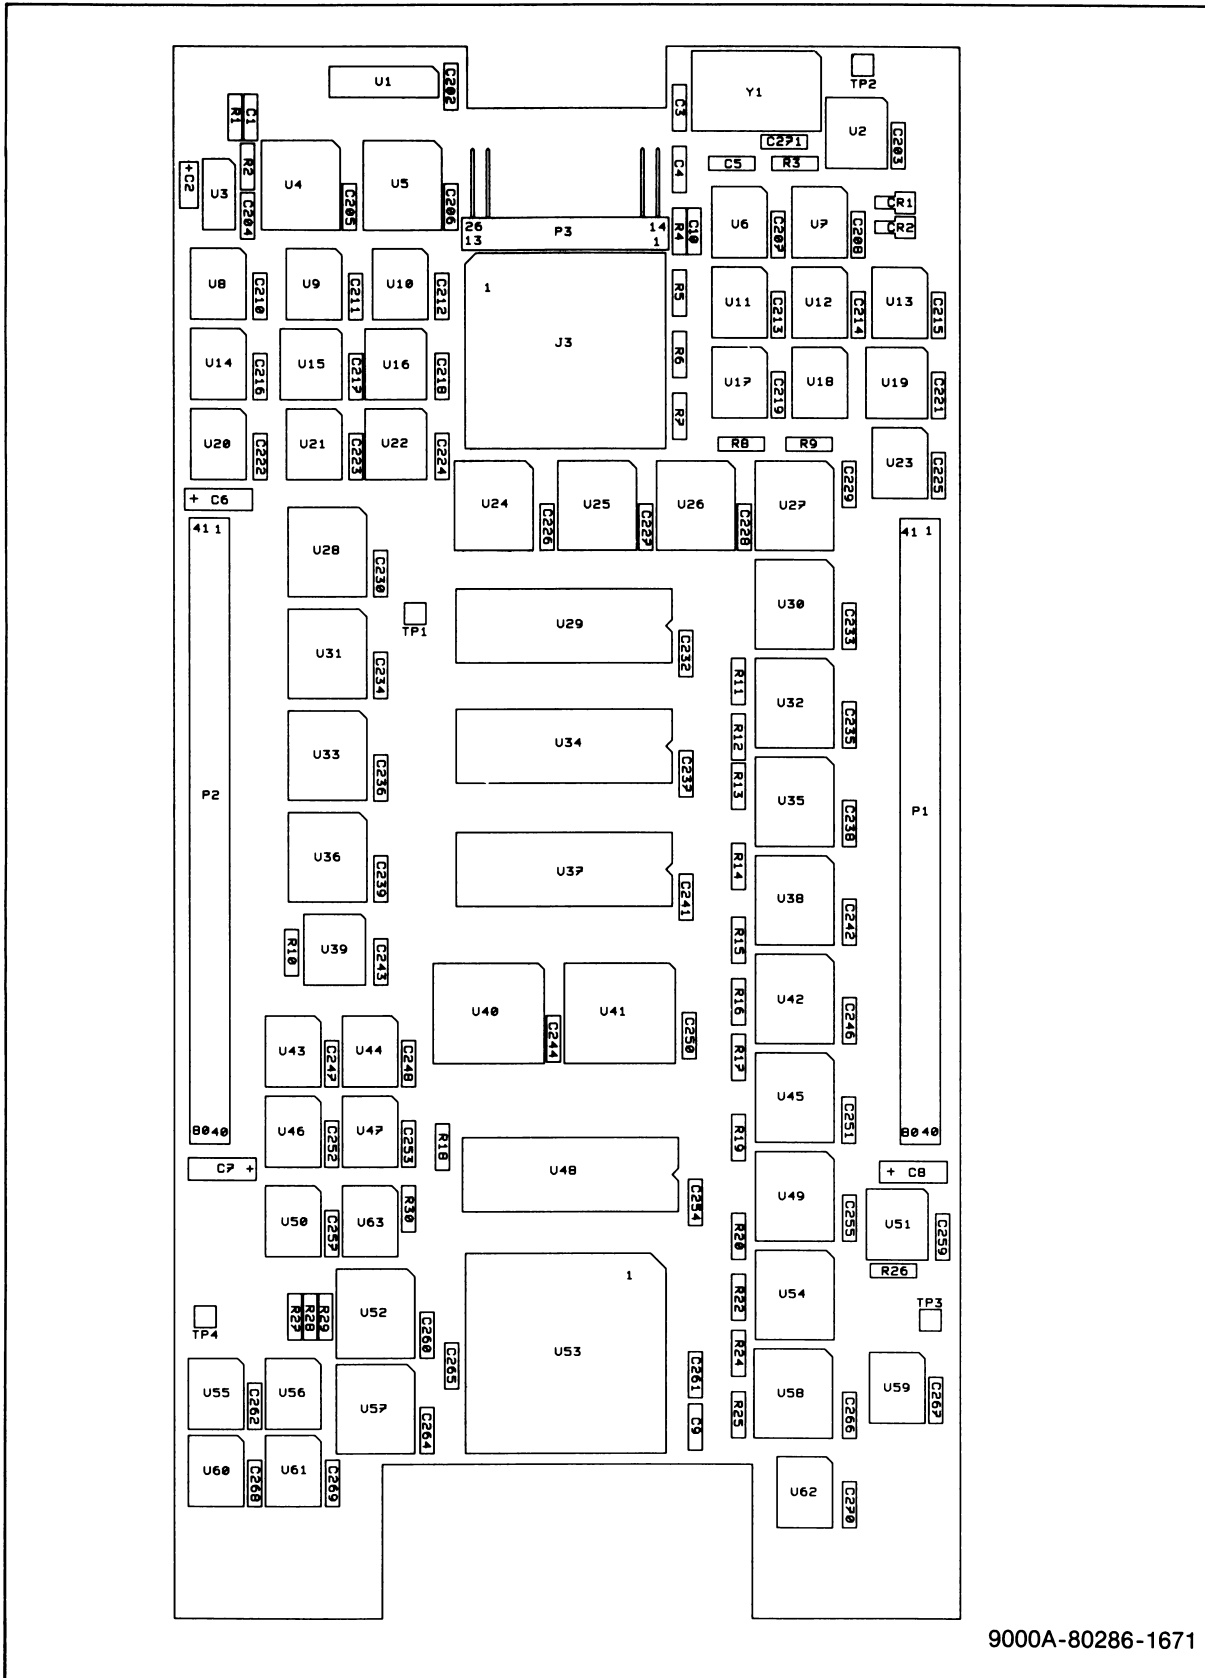 U1
C202
Y1
TP2
C3
R1
C1
U2
C203
C271
C5
R3
+C2
U3
R2
C204
U4
C205
U5
C206
C4
26
13
P3
14
1
R4
C10
U6
C207
U7
C208
CR1
CR2
U8
C210
U9
C211
U10
C212
1
J3
R5
U11
C213
U12
C214
U13
C215
U14
C216
U15
C217
U16
C218
R6
U17
C219
U18
U19
C221
U20
C222
U21
C223
U22
C224
R7
R8
R9
U23
C225
+ C6
U24
C226
U25
C227
U26
C228
U27
C229
41 1
U28
C230
41 1
TP1
U29
C232
U30
C233
U31
C234
R11
U32
C235
R12
U33
C236
U34
C237
R13
U35
C238
P2
P1
U36
C239
U37
C241
R14
U38
C242
R10
U39
C243
R15
U40
C244
U41
C250
R16
U42
C246
U43
C247
U44
C248
R17
U45
C251
U46
C252
U47
C253
R18
R19
80 40
80 40
C7 +
U48
C254
U49
C255
+ C8
U50
C257
U63
R30
R20
U51
C259
R26
1
TP4
R27
R28
R29
U52
C260
R22
U54
TP3
C265
U53
C261
R24
U55
C262
U56
U57
C264
C9
R25
U58
C266
U59
C267
U60
C268
U61
C269
U62
C270
9000A-80286-1671